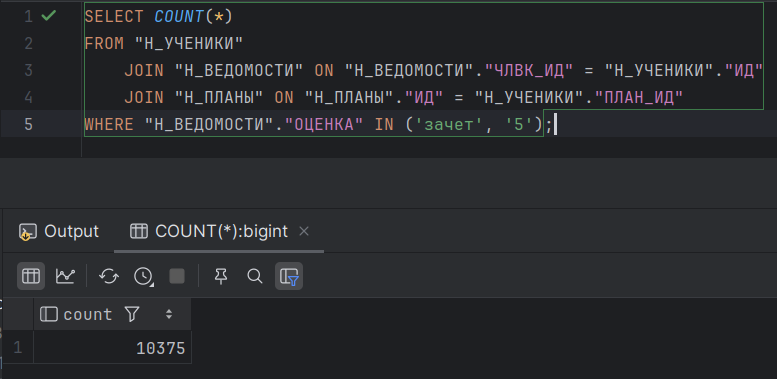 1 SELECT COUNT(*)
2 FROM "Н_УЧЕНИКИ"
3 JOIN "Н_ВЕДОМОСТИ" ON "Н_ВЕДОМОСТИ"."ЧЛВК_ИД" = "Н_УЧЕНИКИ"."ИД"
4 JOIN "Н_ПЛАНЫ" ON "Н_ПЛАНЫ"."ИД" = "Н_УЧЕНИКИ"."ПЛАН_ИД"
5 WHERE "Н_ВЕДОМОСТИ"."ОЦЕНКА" IN ('зачет', '5');
Output COUNT(*):bigint
count
1 10375